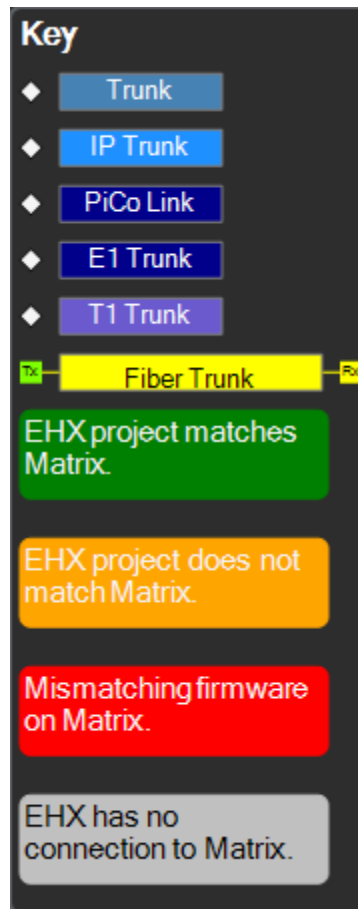 Key
Trunk
IP Trunk
PiCo Link
E1 Trunk
T1 Trunk
Tx Fiber Trunk Rx
EHX project matches
Matrix.
EHX project does not
match Matrix.
Mismatching firmware
on Matrix.
EHX has no
connection to Matrix.